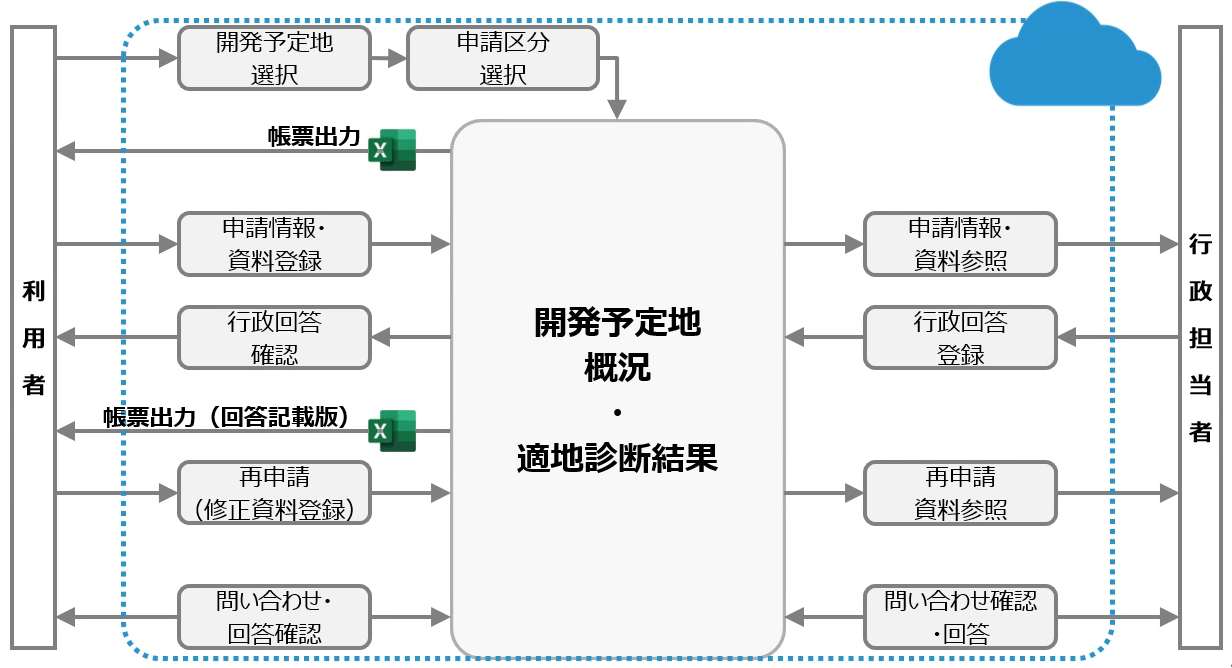 開発予定地
選択
申請区分
選択
帳票出力
X
申請情報・
資料登録
行政回答
確認
帳票出力（回答記載版）
X
再申請
（修正資料登録）
問い合わせ・
回答確認
利用者
開発予定地
概況
・
適地診断結果
申請情報・
資料参照
行政回答
登録
再申請
資料参照
問い合わせ確認
・回答
行政担当者